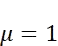 μ = 1